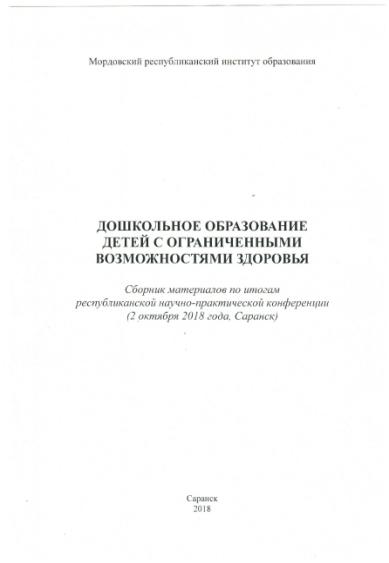 Мордовский республиканский институт образования
ДОШКОЛЬНОЕ ОБРАЗОВАНИЕ
ДЕТЕЙ С ОГРАНИЧЕННЫМИ
ВОЗМОЖНОСТЯМИ ЗДОРОВЬЯ
Сборник материалов по итогам
республиканской научно-практической конференции
(2 октября 2018 года, Саранск)
Саранск
2018